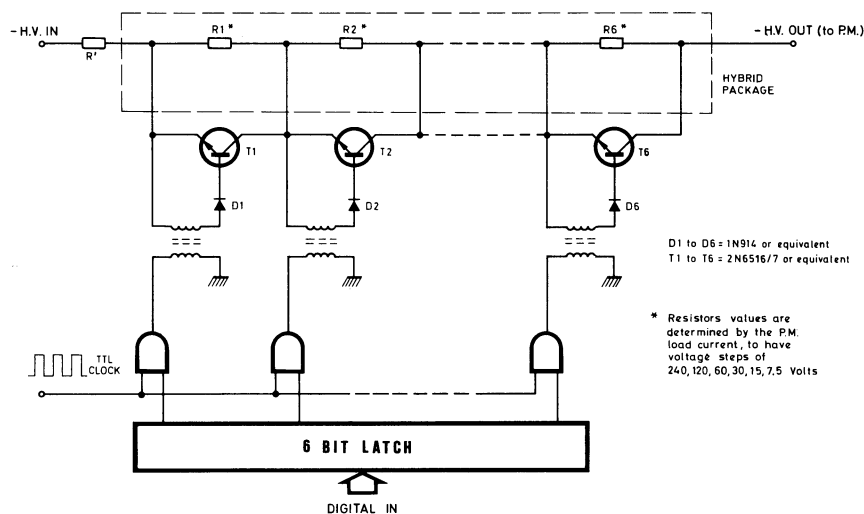 - H.V. IN
R'
R1*
R2*
R6*
- H.V. OUT (to P.M.)
HYBRID
PACKAGE
T1
T2
T6
D1
D2
D6
D1 to D6 = 1N914 or equivalent
T1 to T6 = 2N6516/7 or equivalent
* Resistors values are
determined by the P.M.
load current, to have
voltage steps of
240, 120, 60, 30, 15, 7.5 Volts
TTL
CLOCK
6 BIT LATCH
DIGITAL IN